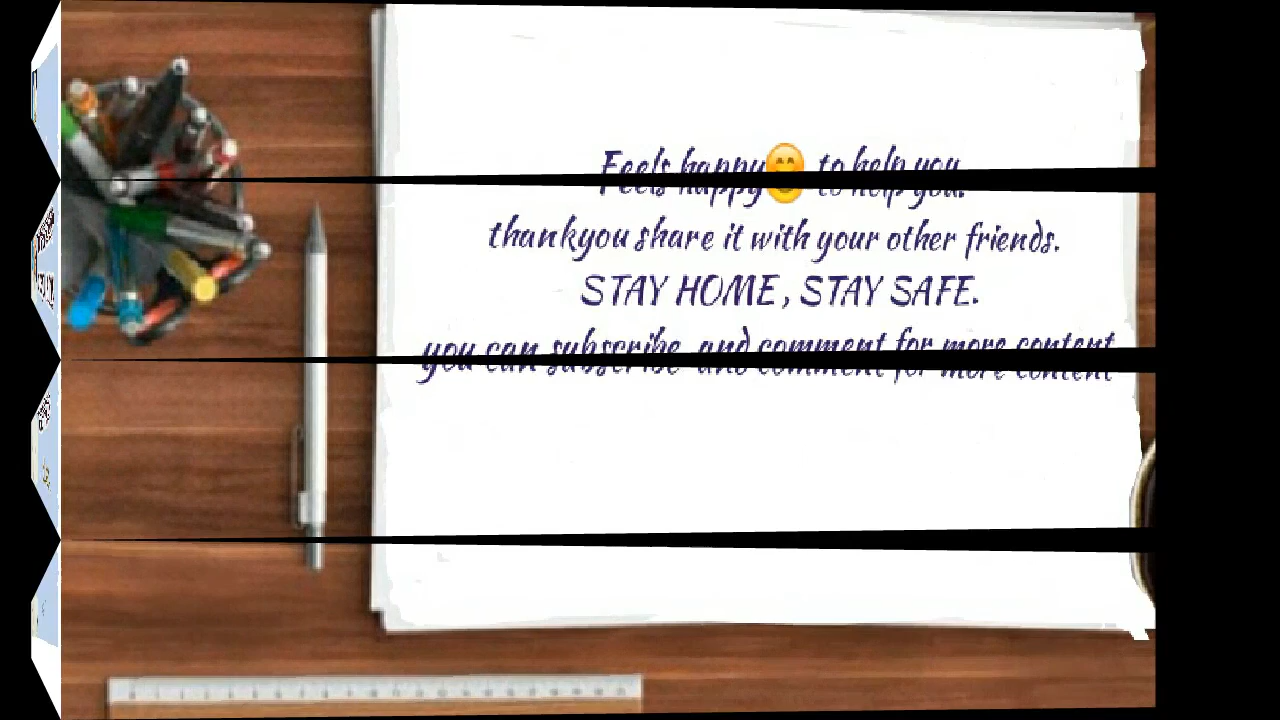 Feels happy😊 to help you.
thankyou share it with your other friends.
STAY HOME, STAY SAFE.
you can subscribe and comment for more content